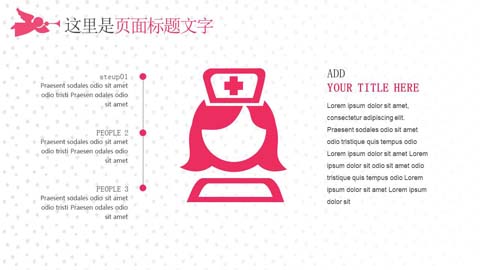 这里是页面标题文字
steup01
Praesent sodales odio sit amet
odio tristi Praesen odales odio
sit amet
PEOPLE 2
Praesent sodales odio sit amet
odio tristi Praesen odales odio
sit amet
PEOPLE 3
Praesent sodales odio sit amet
odio tristi Praesen odales odio
sit amet
ADD
YOUR TITLE HERE
Lorem ipsum dolor sit amet,
consectetur adipiscing elit.
Praesent sodales odio sit amet
odio tristique quis tempus odio
Lorem ipsum dolor sit amet Lorem
ipsum dolor sit amet odio
tristique quis tempus odio Lorem
ipsum dolor sit amet Lorem ipsum
dolor sit